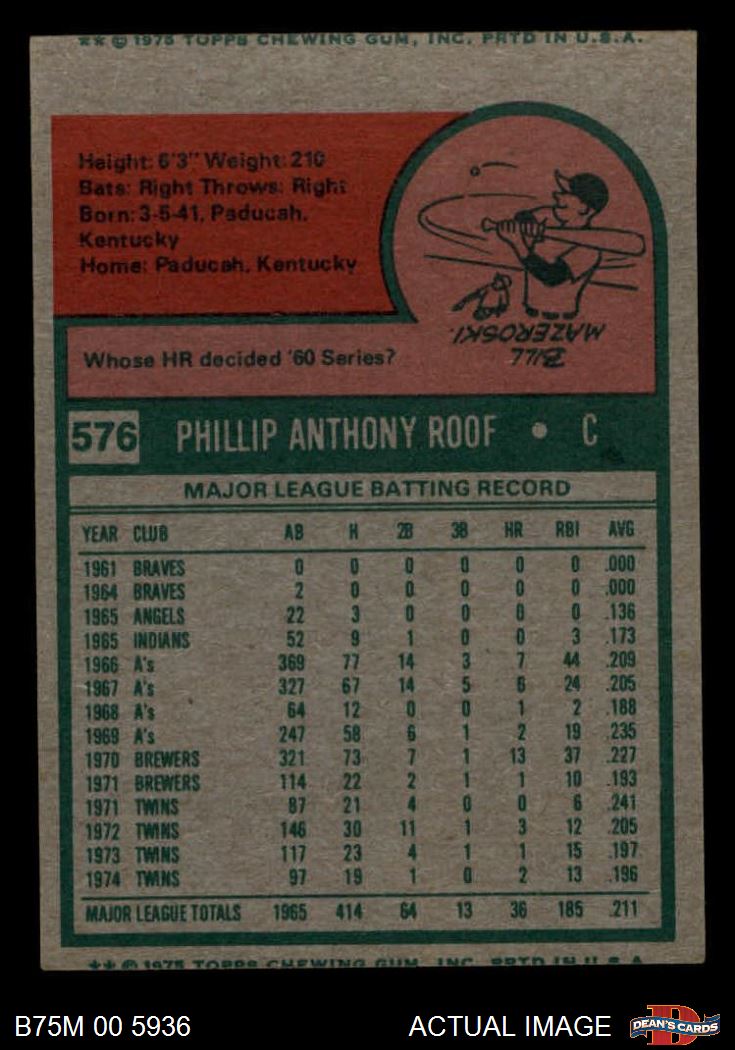 ** © 1975 TOPPS CHEWING GUM, INC. PRTD IN U.S.A.
Height: 6'3" Weight: 210
Bats: Right Throws: Right
Born: 3-5-41, Paducah,
Kentucky
Home: Paducah, Kentucky
Whose HR decided '60 Series?
BILL
MAZEROSKI.
576 PHILLIP ANTHONY ROOF • C
MAJOR LEAGUE BATTING RECORD
YEAR CLUB AB H 2B 3B HR RBI AVG
1961 BRAVES 0 0 0 0 0 0 .000
1964 BRAVES 2 0 0 0 0 0 .000
1965 ANGELS 22 3 0 0 0 0 .136
1965 INDIANS 52 9 1 0 0 3 .173
1966 A's 369 77 14 3 7 44 .209
1967 A's 327 67 14 5 6 24 .205
1968 A's 64 12 0 0 1 2 .188
1969 A's 247 58 6 1 2 19 .235
1970 BREWERS 321 73 7 1 13 37 .227
1971 BREWERS 114 22 2 1 1 10 .193
1971 TWINS 87 21 4 0 0 6 .241
1972 TWINS 146 30 11 1 3 12 .205
1973 TWINS 117 23 4 1 1 15 .197
1974 TWINS 97 19 1 0 2 13 .196
MAJOR LEAGUE TOTALS 1965 414 64 13 36 185 .211
** © 1975 TOPPS CHEWING GUM, INC. PRTD IN U.S.A.
B75M 00 5936 ACTUAL IMAGE DEAN'S CARDS